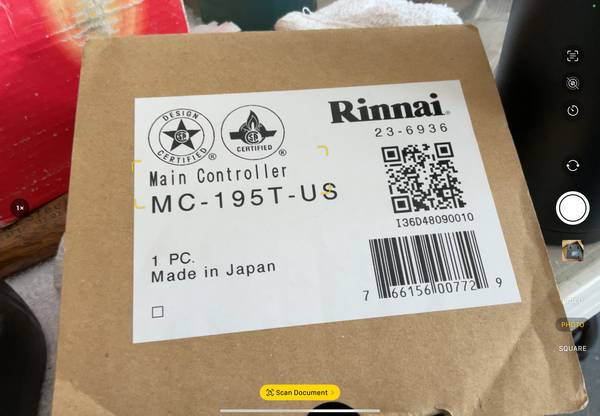 DESIGN
CERTIFIED
®
CERTIFIED
®
Rinnai®
23-6936
Main Controller
MC-195T-US
I36D48090010
1 PC.
Made in Japan
7 66156 00772 9
1x
PHOTO
SQUARE
Scan Document